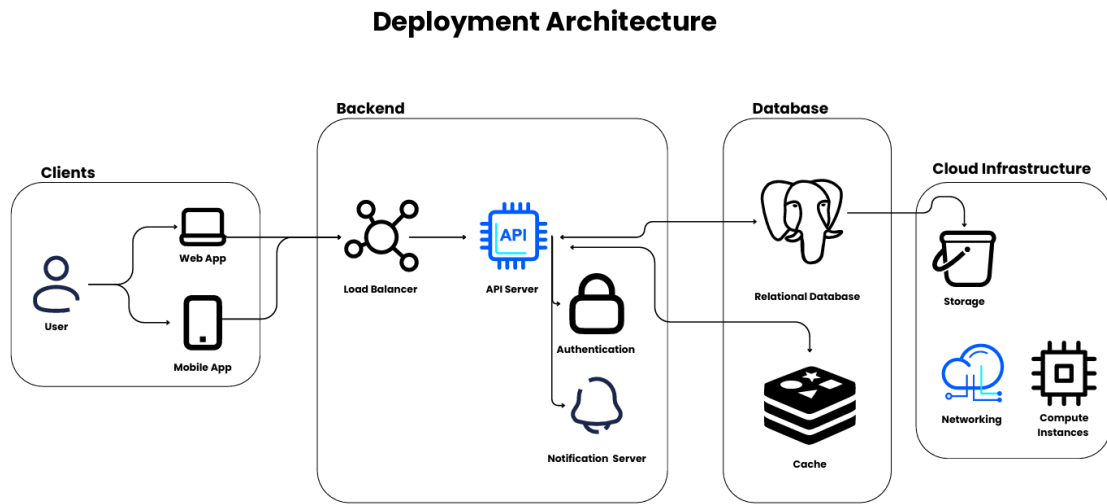 Deployment Architecture
Clients
User
Web App
Mobile App
Backend
Load Balancer
API
API Server
Authentication
Notification Server
Database
Relational Database
Cache
Cloud Infrastructure
Storage
Networking
Compute
Instances